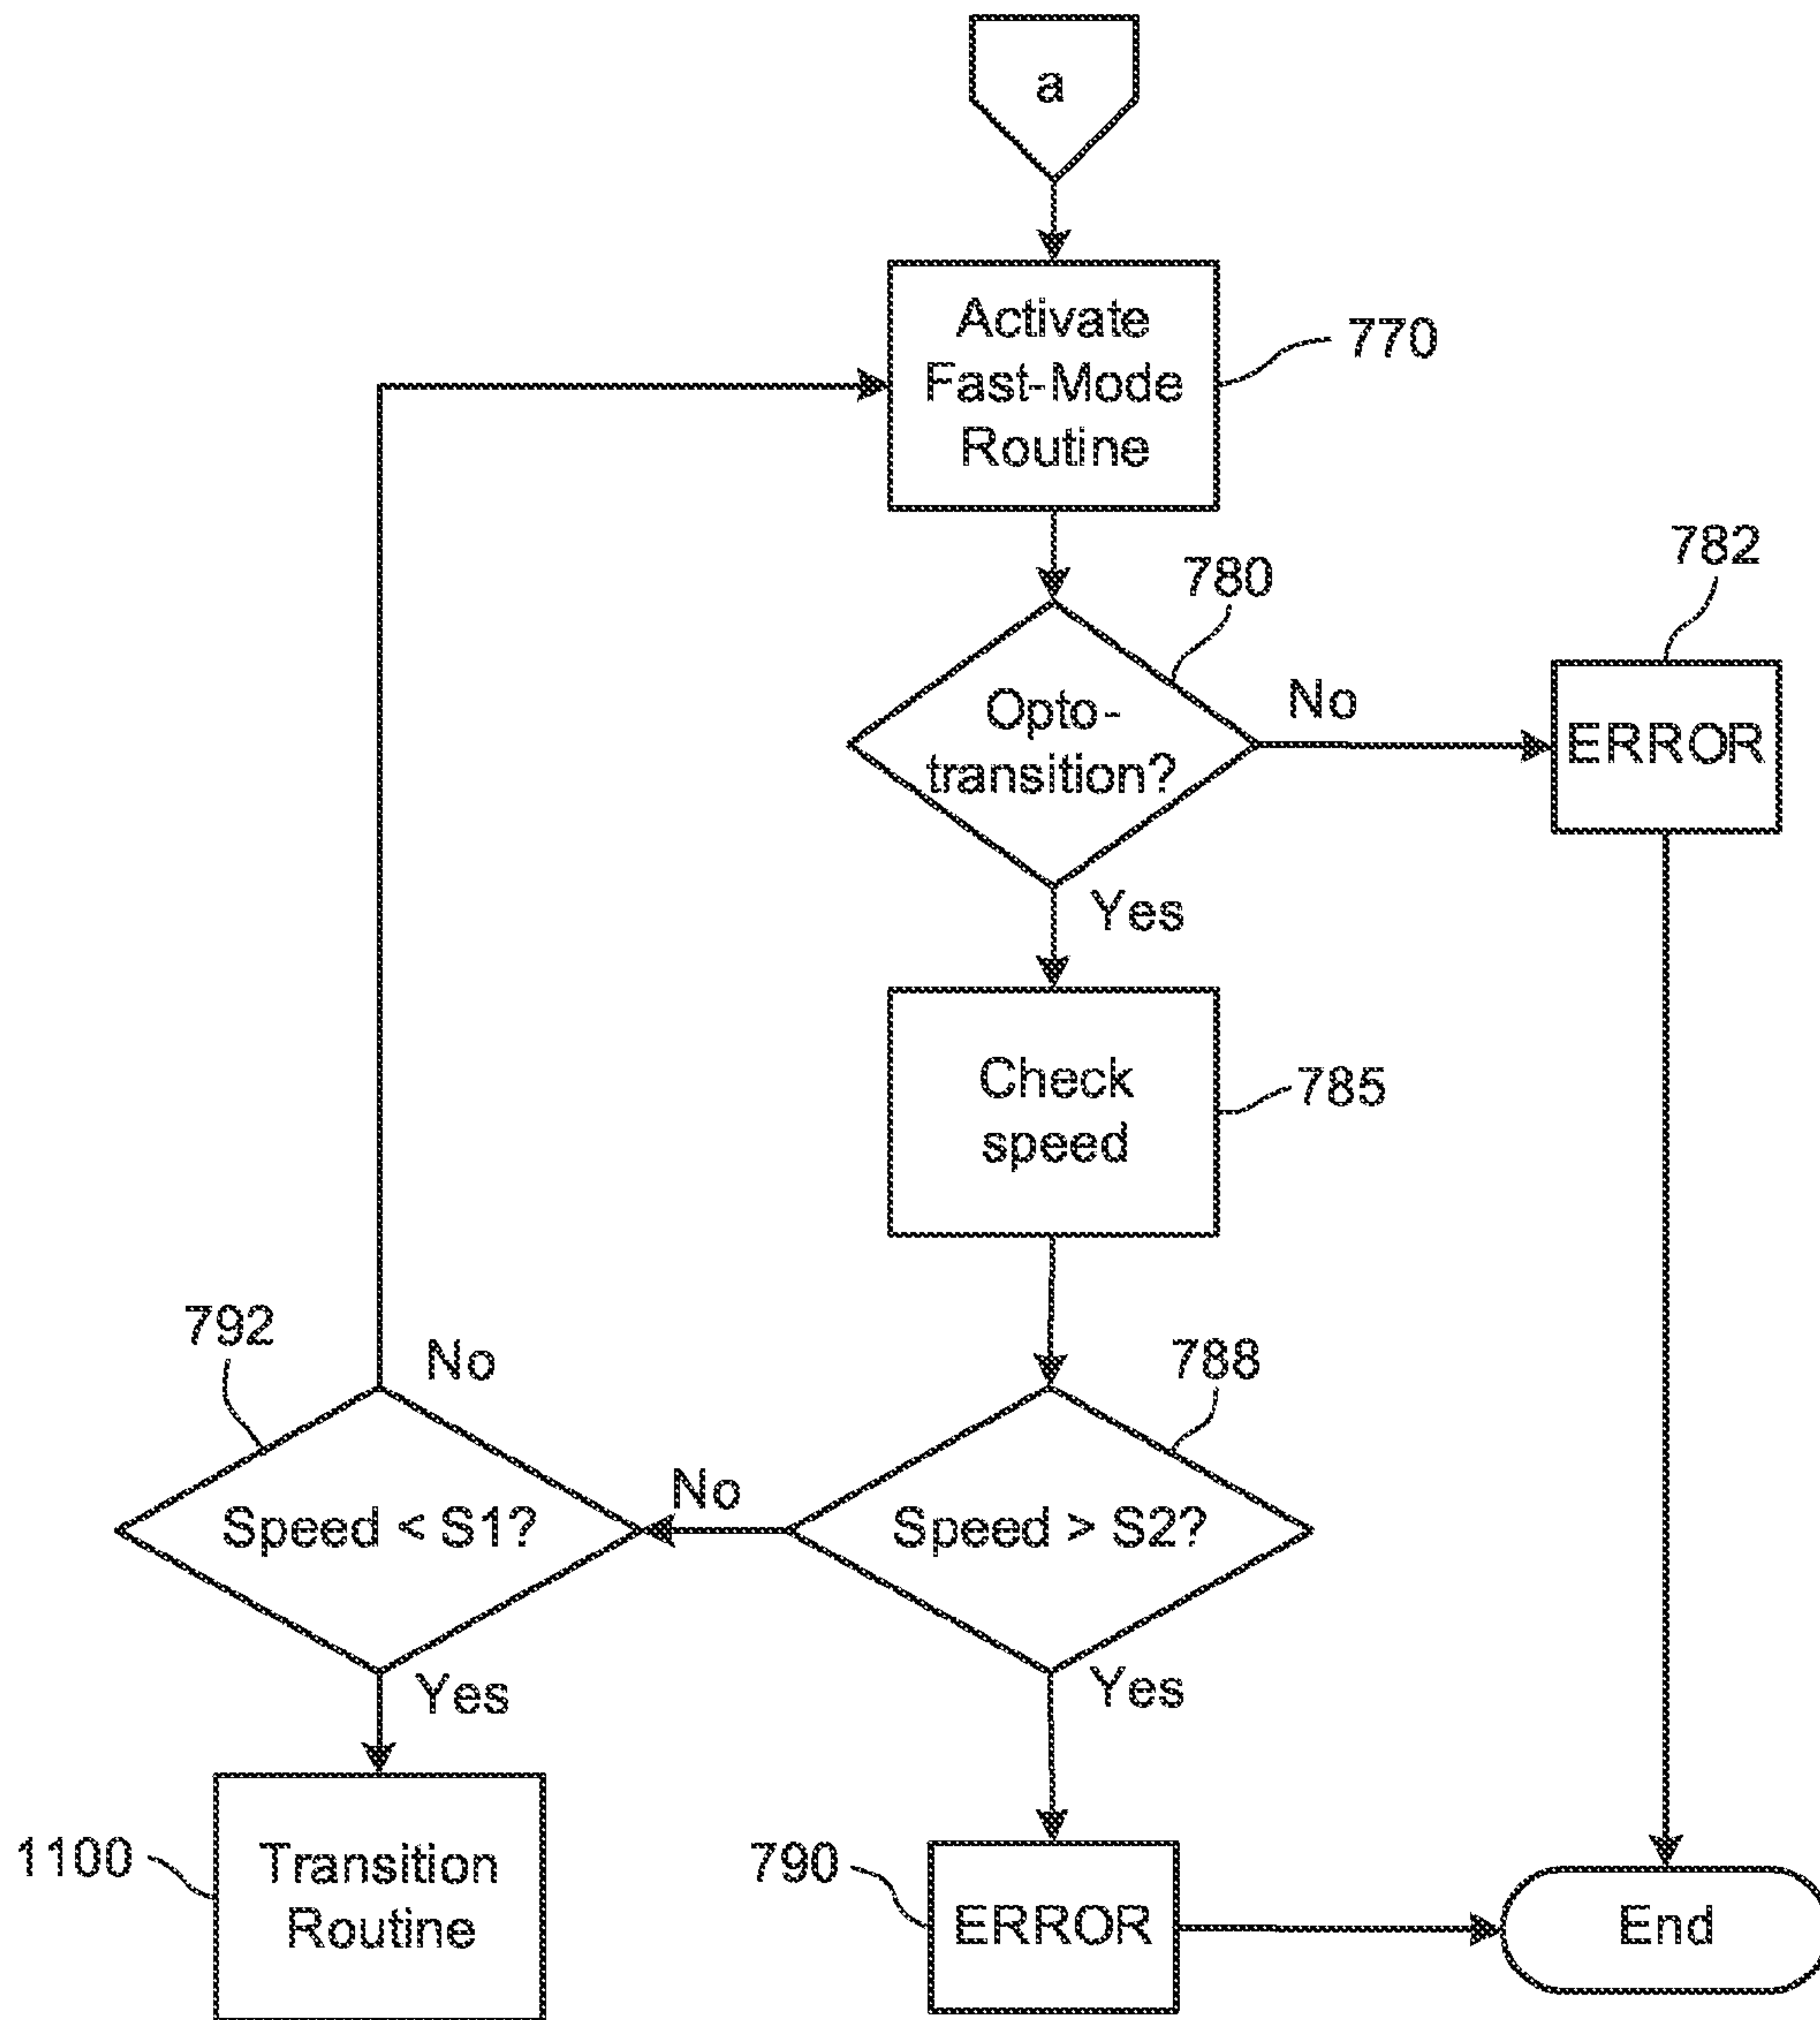 a
Activate
Fast-Mode
Routine
770
780
782
Opto-
transition?
No
ERROR
Yes
Check
speed
785
792
No
788
Speed < S1?
No
Speed > S2?
Yes
Yes
1100
Transition
Routine
790
ERROR
End